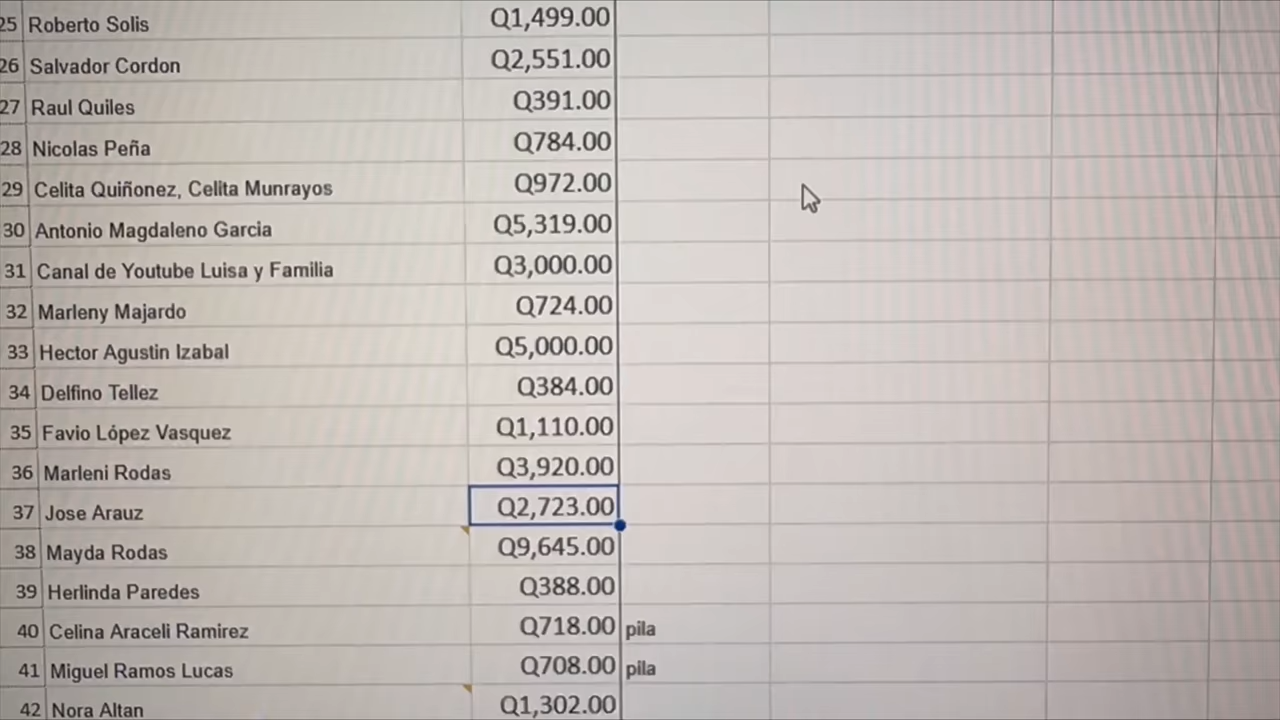 25 Roberto Solis Q1,499.00
26 Salvador Cordon Q2,551.00
27 Raul Quiles Q391.00
28 Nicolas Peña Q784.00
29 Celita Quiñonez, Celita Munrayos Q972.00
30 Antonio Magdaleno Garcia Q5,319.00
31 Canal de Youtube Luisa y Familia Q3,000.00
32 Marleny Majardo Q724.00
33 Hector Agustin Izabal Q5,000.00
34 Delfino Tellez Q384.00
35 Favio López Vasquez Q1,110.00
36 Marleni Rodas Q3,920.00
37 Jose Arauz Q2,723.00
38 Mayda Rodas Q9,645.00
39 Herlinda Paredes Q388.00
40 Celina Araceli Ramirez Q718.00 pila
41 Miguel Ramos Lucas Q708.00 pila
42 Nora Altan Q1,302.00